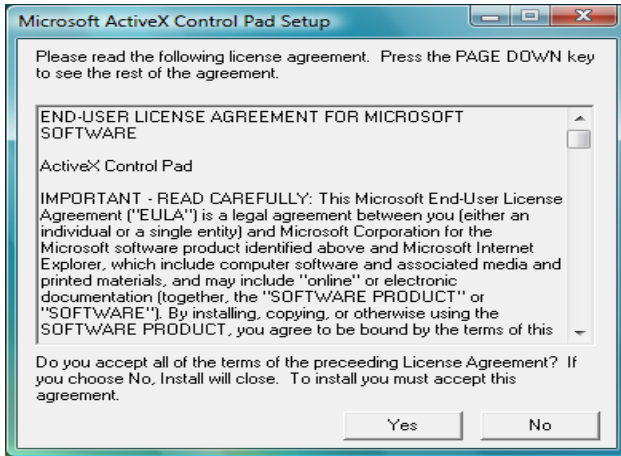 Microsoft ActiveX Control Pad Setup
Please read the following license agreement. Press the PAGE DOWN key
to see the rest of the agreement.
END-USER LICENSE AGREEMENT FOR MICROSOFT
SOFTWARE
ActiveX Control Pad
IMPORTANT - READ CAREFULLY: This Microsoft End-User License
Agreement ("EULA") is a legal agreement between you (either an
individual or a single entity) and Microsoft Corporation for the
Microsoft software product identified above and Microsoft Internet
Explorer, which include computer software and associated media and
printed materials, and may include "online" or electronic
documentation (together, the "SOFTWARE PRODUCT" or
"SOFTWARE"). By installing, copying, or otherwise using the
SOFTWARE PRODUCT, you agree to be bound by the terms of this
Do you accept all of the terms of the preceeding License Agreement? If
you choose No, Install will close. To install you must accept this
agreement.
Yes No